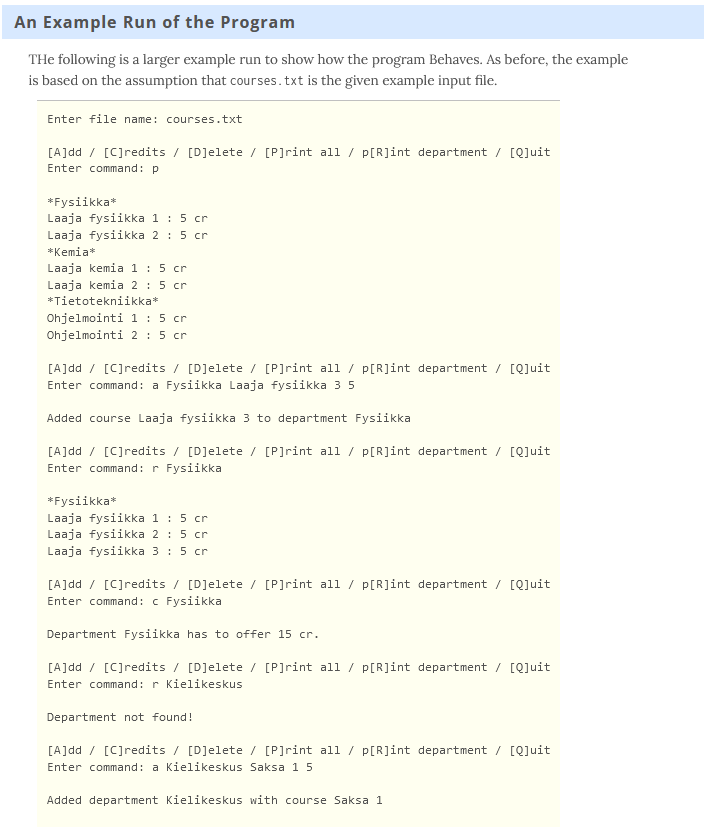 An Example Run of the Program
THe following is a larger example run to show how the program Behaves. As before, the example
is based on the assumption that courses.txt is the given example input file.
Enter file name: courses.txt
[A]dd / [C]redits / [D]elete / [P]rint all / p[R]int department / [Q]uit
Enter command: p
*Fysiikka*
Laaja fysiikka 1 : 5 cr
Laaja fysiikka 2 : 5 cr
*Kemia*
Laaja kemia 1 : 5 cr
Laaja kemia 2 : 5 cr
*Tietotekniikka*
Ohjelmointi 1 : 5 cr
Ohjelmointi 2 : 5 cr
[A]dd / [C]redits / [D]elete / [P]rint all / p[R]int department / [Q]uit
Enter command: a Fysiikka Laaja fysiikka 3 5
Added course Laaja fysiikka 3 to department Fysiikka
[A]dd / [C]redits / [D]elete / [P]rint all / p[R]int department / [Q]uit
Enter command: r Fysiikka
*Fysiikka*
Laaja fysiikka 1 : 5 cr
Laaja fysiikka 2 : 5 cr
Laaja fysiikka 3 : 5 cr
[A]dd / [C]redits / [D]elete / [P]rint all / p[R]int department / [Q]uit
Enter command: c Fysiikka
Department Fysiikka has to offer 15 cr.
[A]dd / [C]redits / [D]elete / [P]rint all / p[R]int department / [Q]uit
Enter command: r Kielikeskus
Department not found!
[A]dd / [C]redits / [D]elete / [P]rint all / p[R]int department / [Q]uit
Enter command: a Kielikeskus Saksa 1 5
Added department Kielikeskus with course Saksa 1